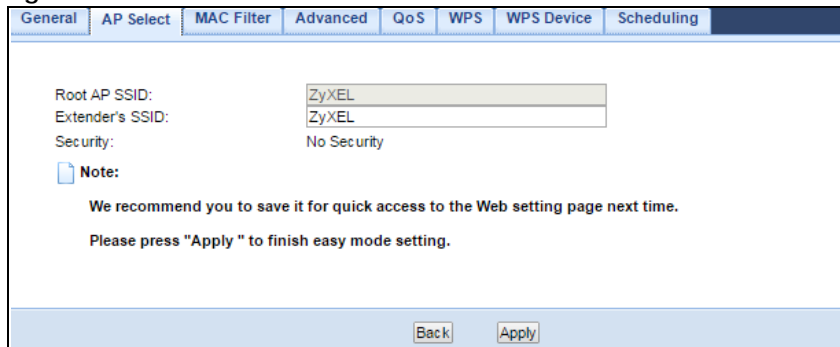 General AP Select MAC Filter Advanced QoS WPS WPS Device Scheduling
Root AP SSID: ZyXEL
Extender's SSID: ZyXEL
Security: No Security
Note:
We recommend you to save it for quick access to the Web setting page next time.
Please press "Apply " to finish easy mode setting.
Back Apply